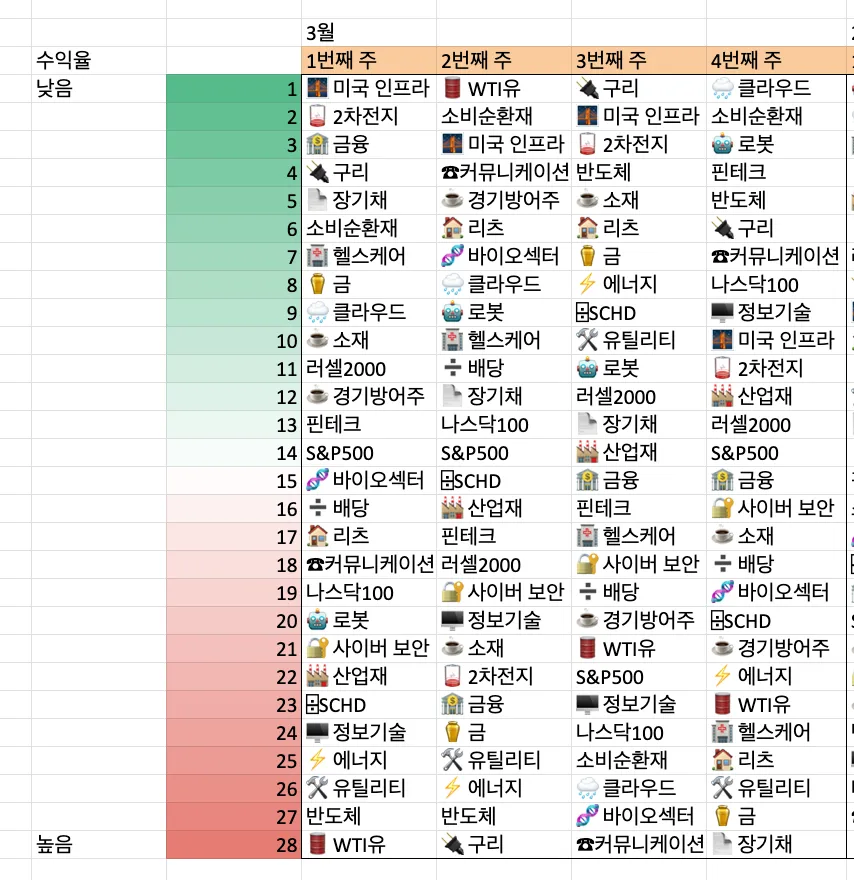 3월
수익율 1번째 주 2번째 주 3번째 주 4번째 주
낮음 1 미국 인프라 WTI유 구리 클라우드
2 2차전지 소비순환재 미국 인프라 소비순환재
3 금융 미국 인프라 2차전지 로봇
4 구리 커뮤니케이션 반도체 핀테크
5 장기채 경기방어주 소재 반도체
6 소비순환재 리츠 리츠 구리
7 헬스케어 바이오섹터 금 커뮤니케이션
8 금 클라우드 에너지 나스닥100
9 클라우드 로봇 SCHD 정보기술
10 소재 헬스케어 유틸리티 미국 인프라
11 러셀2000 배당 로봇 2차전지
12 경기방어주 장기채 러셀2000 산업재
13 핀테크 나스닥100 장기채 러셀2000
14 S&P500 S&P500 산업재 S&P500
15 바이오섹터 SCHD 금융 금융
16 배당 산업재 핀테크 사이버 보안
17 리츠 핀테크 헬스케어 소재
18 커뮤니케이션 러셀2000 사이버 보안 배당
19 나스닥100 사이버 보안 배당 바이오섹터
20 로봇 정보기술 경기방어주 SCHD
21 사이버 보안 소재 WTI유 경기방어주
22 산업재 2차전지 S&P500 에너지
23 SCHD 금융 정보기술 WTI유
24 정보기술 금 나스닥100 헬스케어
25 에너지 유틸리티 소비순환재 리츠
26 유틸리티 에너지 클라우드 유틸리티
27 반도체 반도체 바이오섹터 금
높음 28 WTI유 구리 커뮤니케이션 장기채